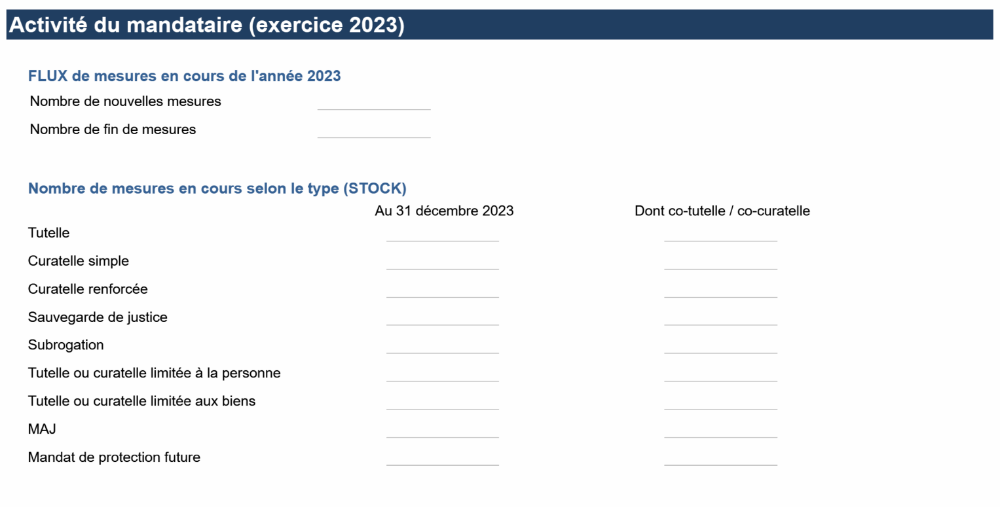 Activité du mandataire (exercice 2023)
FLUX de mesures en cours de l'année 2023
Nombre de nouvelles mesures
Nombre de fin de mesures
Nombre de mesures en cours selon le type (STOCK)
Au 31 décembre 2023 Dont co-tutelle / co-curatelle
Tutelle
Curatelle simple
Curatelle renforcée
Sauvegarde de justice
Subrogation
Tutelle ou curatelle limitée à la personne
Tutelle ou curatelle limitée aux biens
MAJ
Mandat de protection future